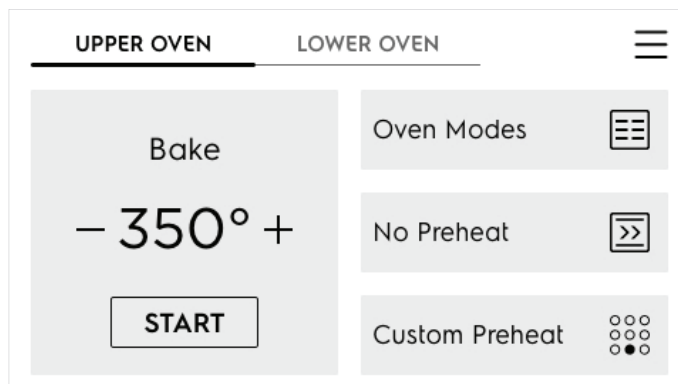 UPPER OVEN LOWER OVEN
Bake
− 350° +
START
Oven Modes
No Preheat
>>
Custom Preheat